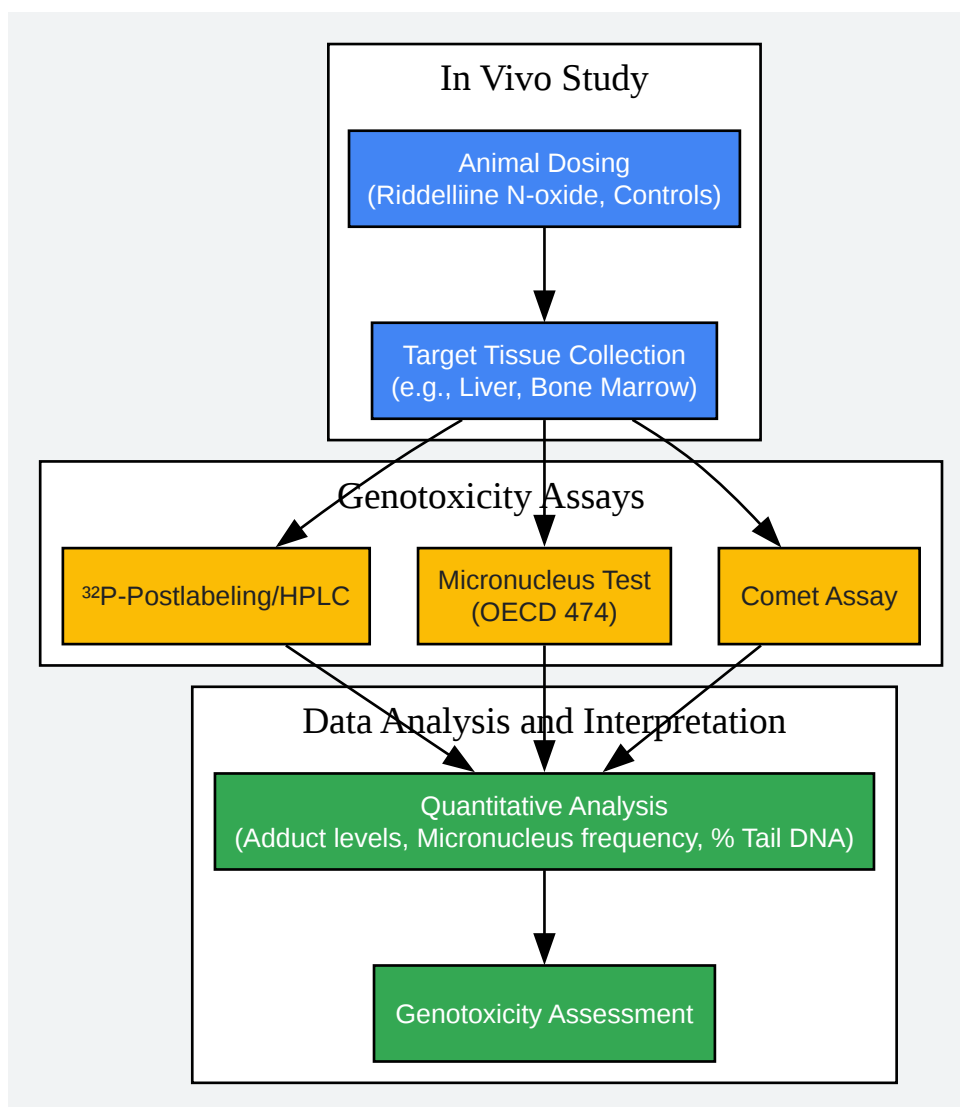 In Vivo Study
Animal Dosing
(Riddelliine N-oxide, Controls)
Target Tissue Collection
(e.g., Liver, Bone Marrow)
Genotoxicity Assays
³²P-Postlabeling/HPLC
Micronucleus Test
(OECD 474)
Comet Assay
Data Analysis and Interpretation
Quantitative Analysis
(Adduct levels, Micronucleus frequency, % Tail DNA)
Genotoxicity Assessment